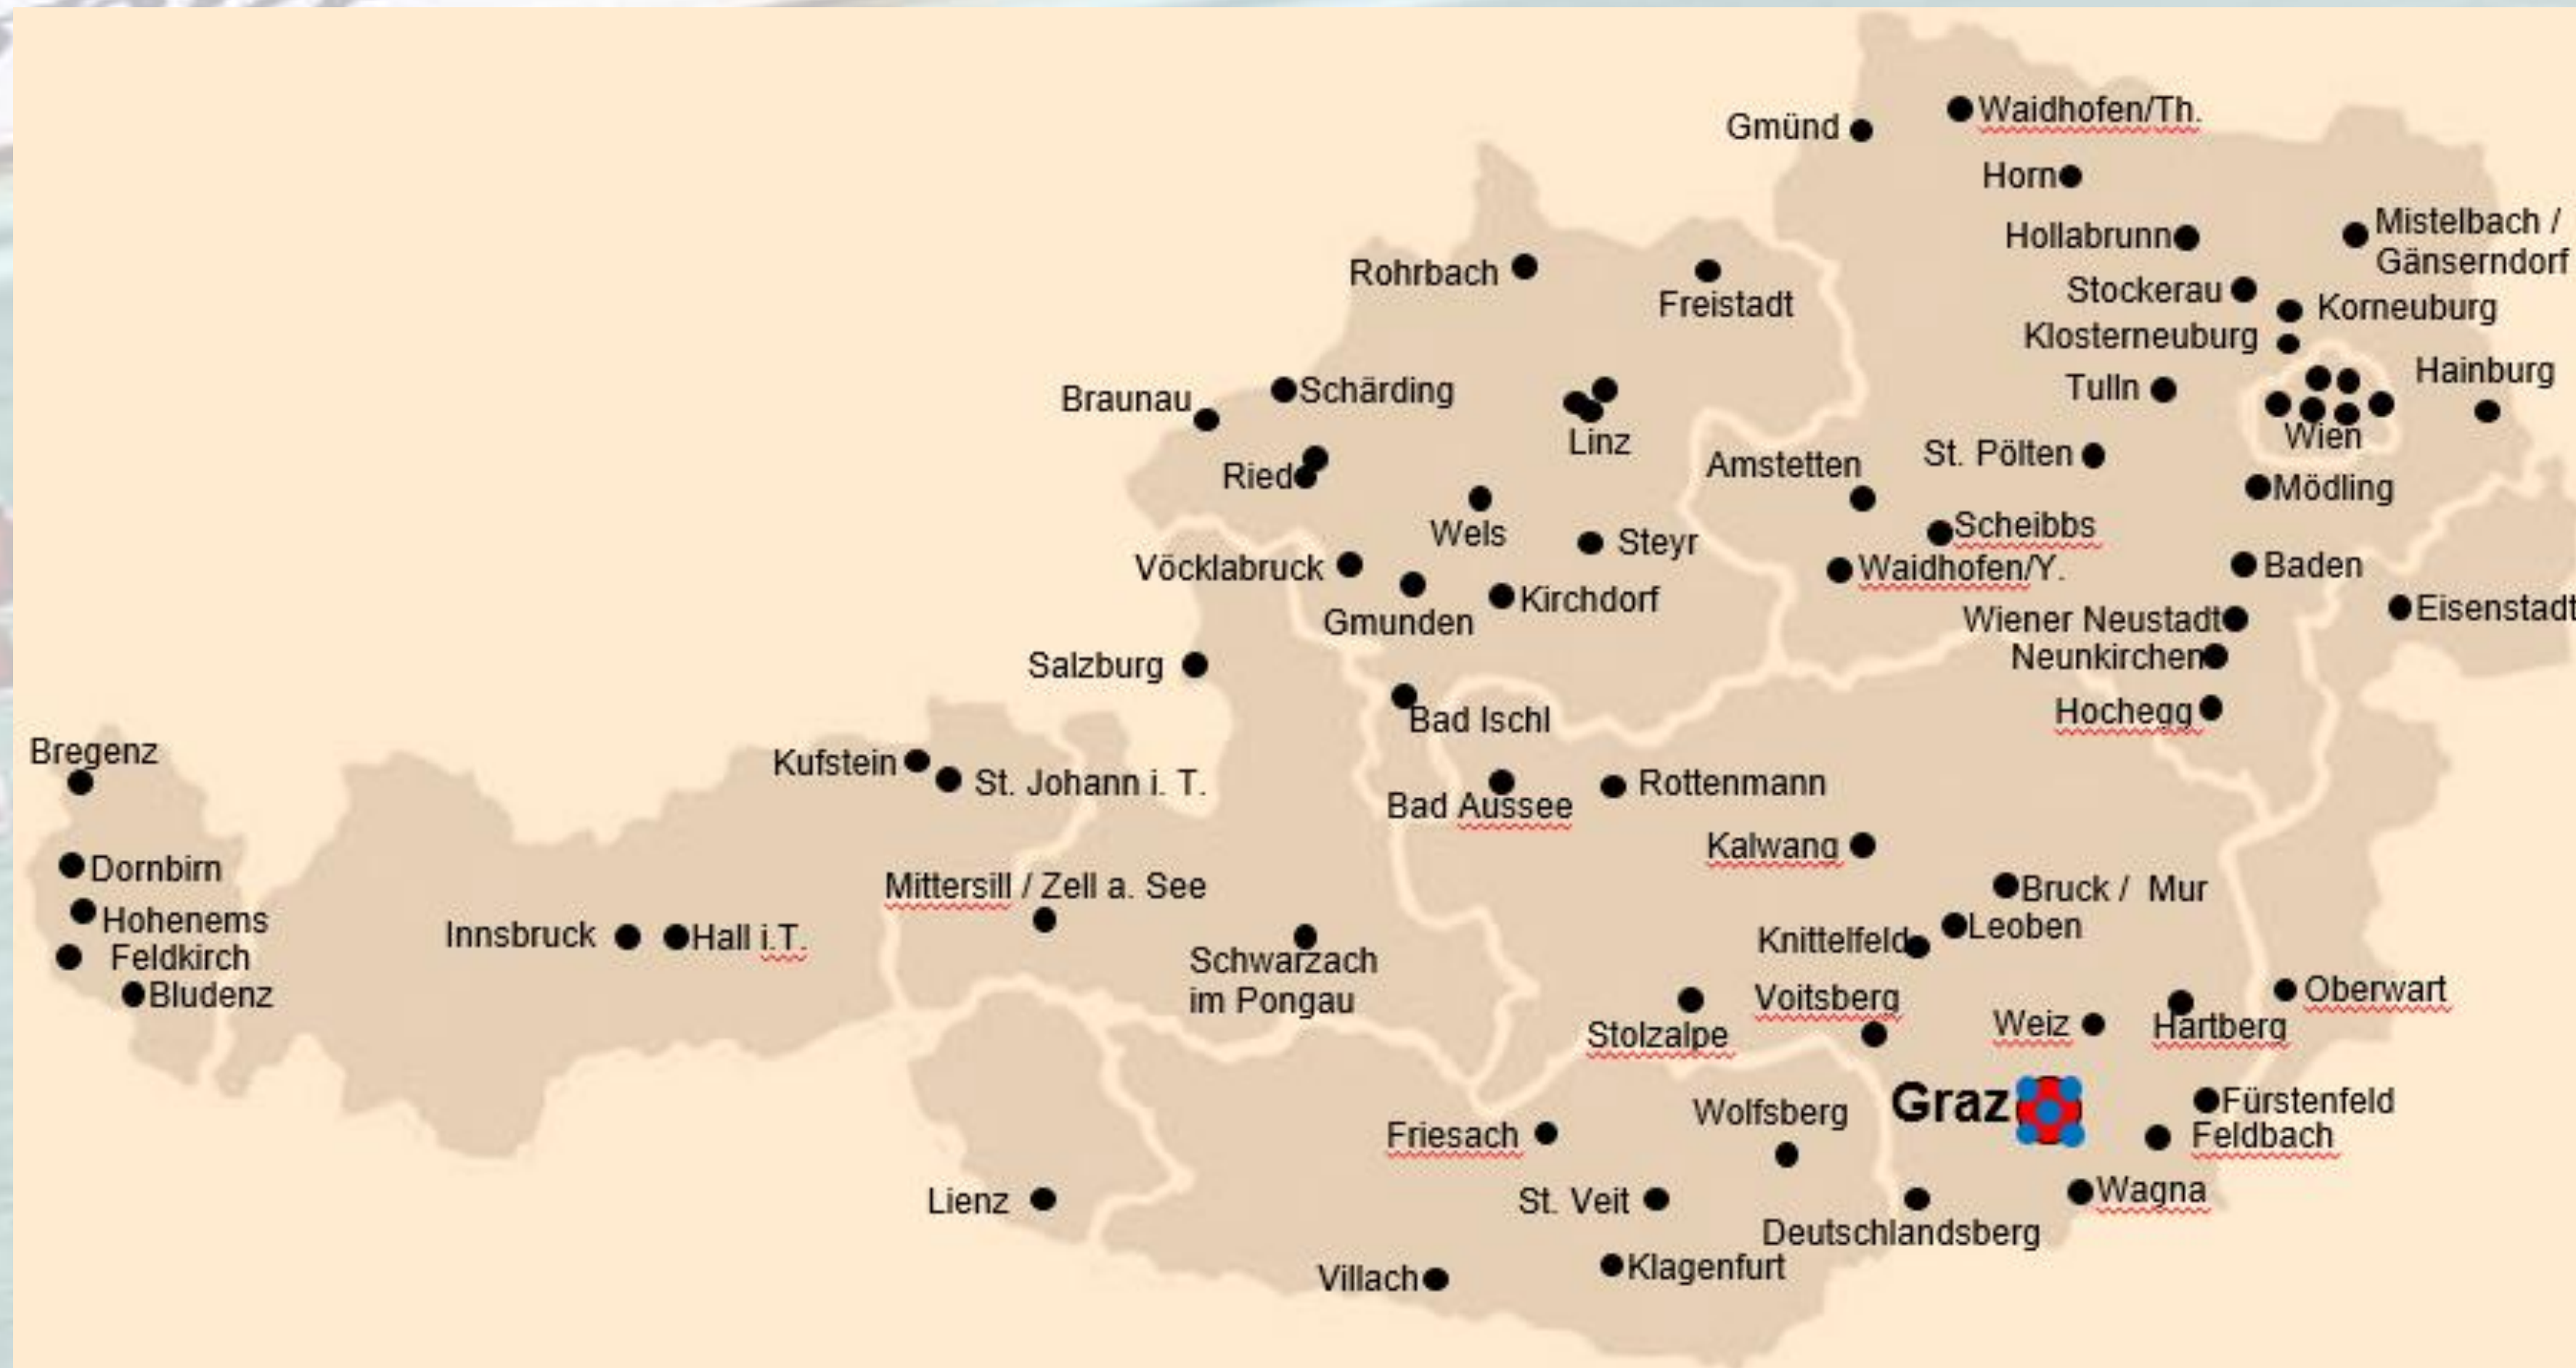 Waidhofen/Th.
Gmünd
Horn
Mistelbach /
Gänserndorf
Hollabrunn
Rohrbach
Freistadt
Stockerau
Korneuburg
Klosterneuburg
Hainburg
Braunau
Schärding
Tulln
Linz
Wien
Amstetten
St. Pölten
Ried
Mödling
Wels
Steyr
Scheibbs
Vöcklabruck
Waidhofen/Y.
Baden
Gmunden
Kirchdorf
Wiener Neustadt
Eisenstadt
Neunkirchen
Salzburg
Hochegg
Bad Ischl
Bregenz
Kufstein
St. Johann i. T.
Bad Aussee
Rottenmann
Kalwang
Dornbirn
Mittersill / Zell a. See
Bruck / Mur
Hohenems
Innsbruck
Hall i.T.
Leoben
Knittelfeld
Feldkirch
Schwarzach
im Pongau
Bludenz
Voitsberg
Oberwart
Stolzalpe
Weiz
Hartberg
Graz
Wolfsberg
Fürstenfeld
Friesach
Feldbach
Lienz
St. Veit
Wagna
Deutschlandsberg
Villach
Klagenfurt